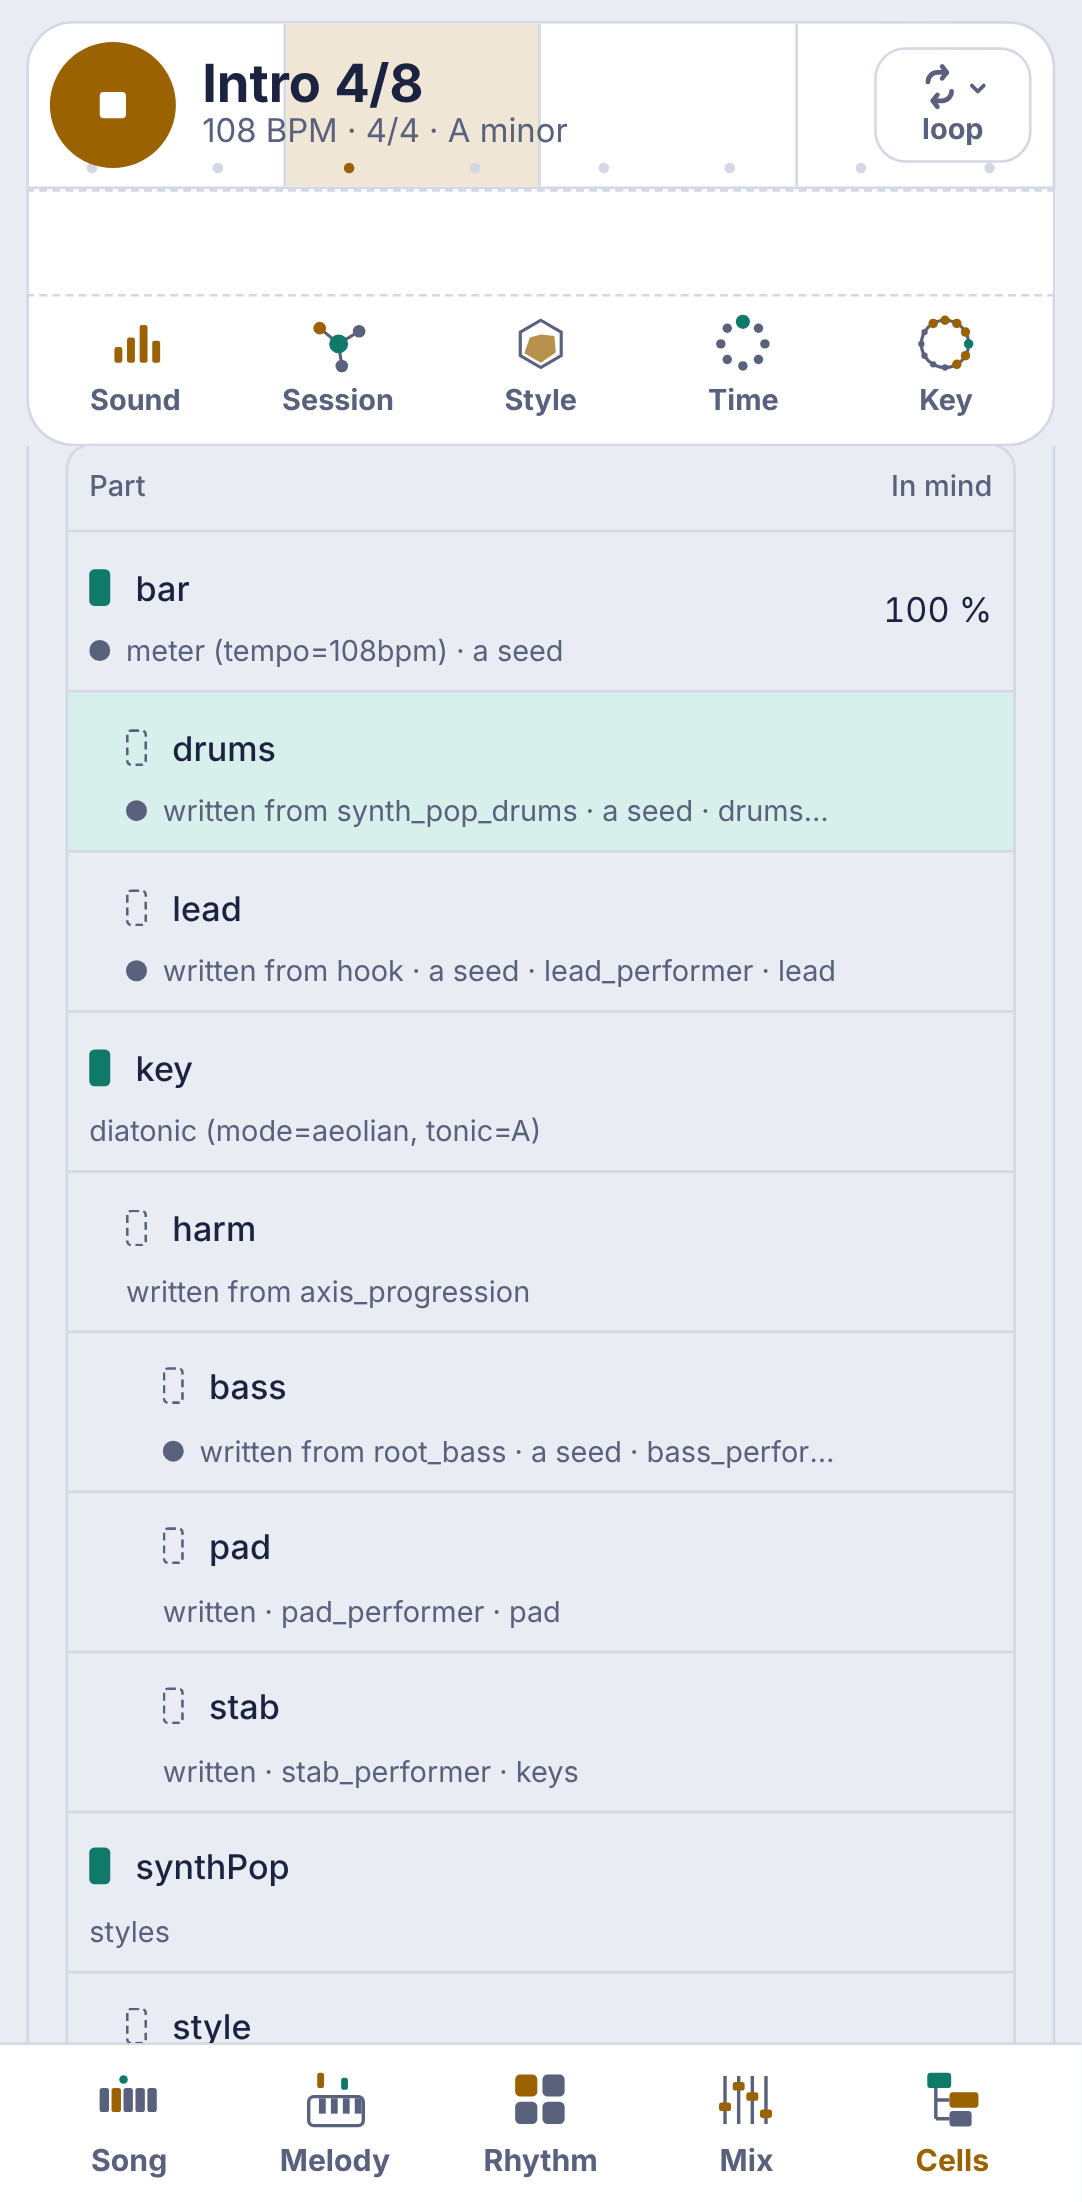 Intro 4/8
108 BPM · 4/4 · A minor
loop
Sound
Session
Style
Time
Key
Part
In mind
bar
100 %
meter (tempo=108bpm) · a seed
drums
written from synth_pop_drums · a seed · drums...
lead
written from hook · a seed · lead_performer · lead
key
diatonic (mode=aeolian, tonic=A)
harm
written from axis_progression
bass
written from root_bass · a seed · bass_perfor...
pad
written · pad_performer · pad
stab
written · stab_performer · keys
synthPop
styles
style
Song
Melody
Rhythm
Mix
Cells